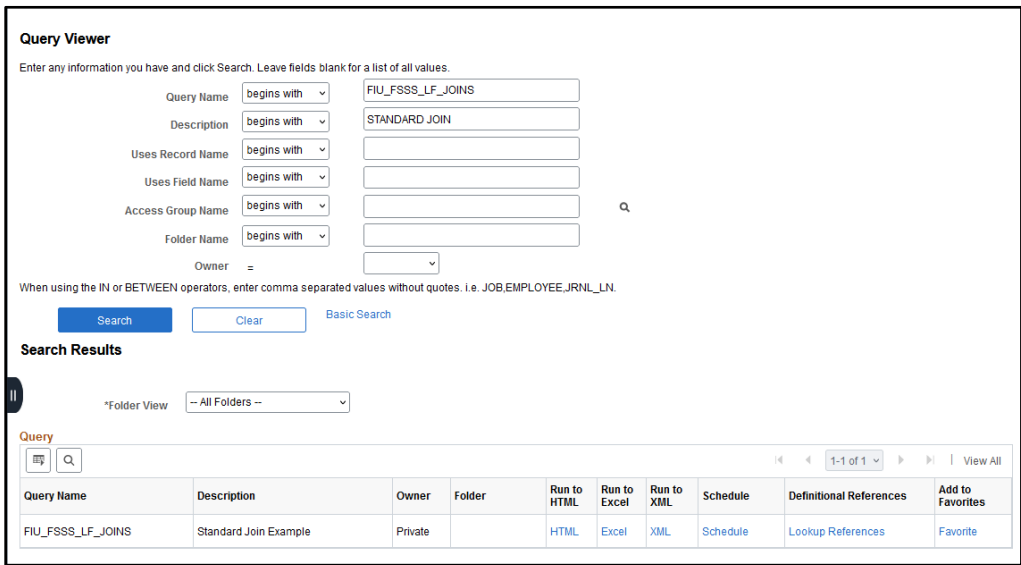 Query Viewer
Enter any information you have and click Search. Leave fields blank for a list of all values.
Query Name begins with FIU_FSSS_LF_JOINS
Description begins with STANDARD JOIN
Uses Record Name begins with
Uses Field Name begins with
Access Group Name begins with
Folder Name begins with
Owner =
When using the IN or BETWEEN operators, enter comma separated values without quotes. i.e. JOB,EMPLOYEE,JRNL_LN.
Search Clear Basic Search
Search Results
*Folder View -- All Folders --
Query
1-1 of 1 View All
Query Name Description Owner Folder Run to HTML Run to Excel Run to XML Schedule Definitional References Add to Favorites
FIU_FSSS_LF_JOINS Standard Join Example Private HTML Excel XML Schedule Lookup References Favorite